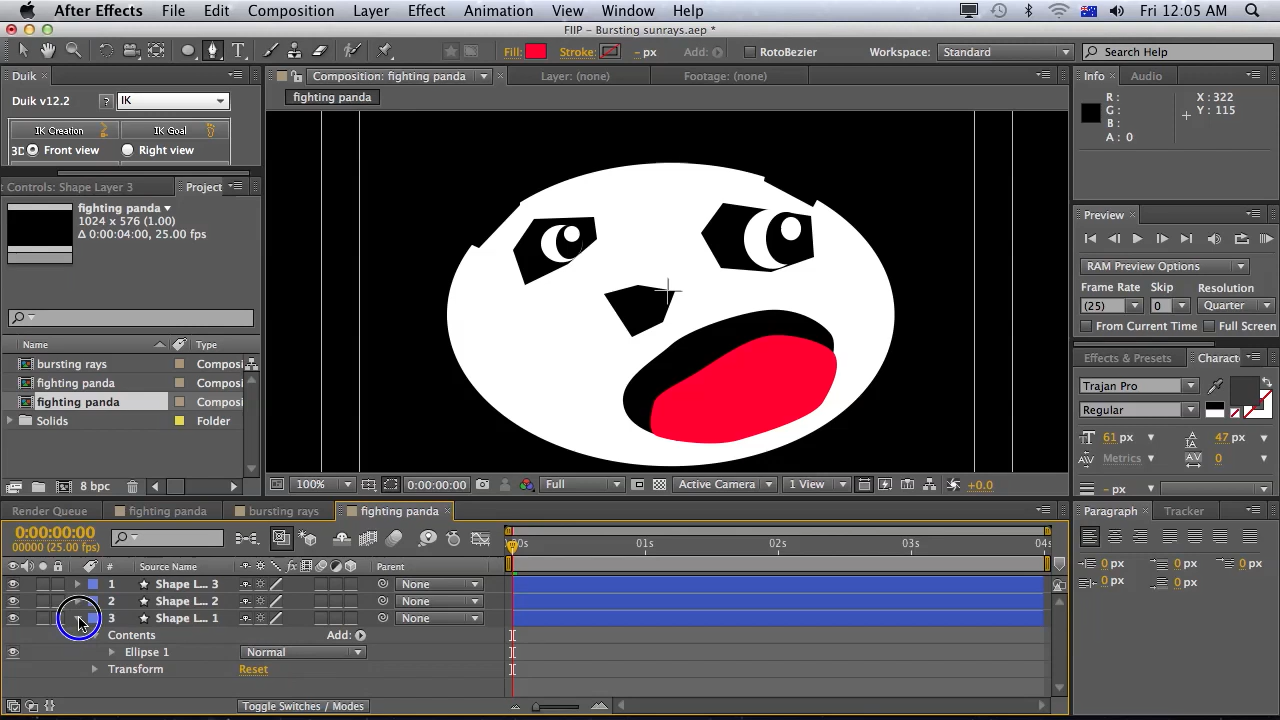 After Effects File Edit Composition Layer Effect Animation View Window Help Fri 12:05 AM
FIIP - Bursting sunrays.aep *
Fill: Stroke: - px Add: RotoBezier Workspace: Standard Search Help
Duik
Duik v12.2 ? IK
IK Creation IK Goal
3D: Front view Right view
Controls: Shape Layer 3 Project
fighting panda
1024 x 576 (1.00)
Δ 0:00:04:00, 25.00 fps
Name Type
bursting rays Composi
fighting panda Composi
fighting panda Composi
Solids Folder
8 bpc
Composition: fighting panda Layer: (none) Footage: (none)
fighting panda
100% 0:00:00:00 Full Active Camera 1 View +0.0
Info Audio
R : X : 322
G : Y : 115
B :
A : 0
Preview
RAM Preview Options
Frame Rate Skip Resolution
(25) 0 Quarter
From Current Time Full Screen
Effects & Presets Charact
Trajan Pro
Regular
61 px 47 px
Metrics 0
- px
Paragraph Tracker
0 px 0 px 0 px
0 px 0 px
Render Queue fighting panda bursting rays fighting panda
0:00:00:00
00000 (25.00 fps)
:00s 01s 02s 03s 04s
# Source Name Parent
1 Shape L... 3 None
2 Shape L... 2 None
3 Shape L... 1 None
Contents Add:
Ellipse 1 Normal
Transform Reset
Toggle Switches / Modes